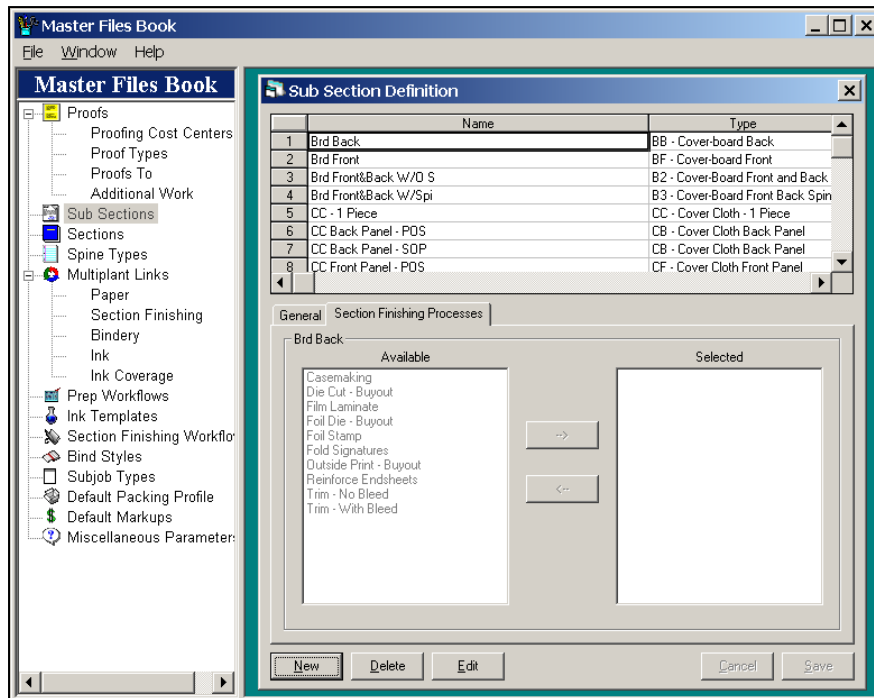 Master Files Book
File Window Help
Master Files Book
Proofs
Proofing Cost Centers
Proof Types
Proofs To
Additional Work
Sub Sections
Sections
Spine Types
Multiplant Links
Paper
Section Finishing
Bindery
Ink
Ink Coverage
Prep Workflows
Ink Templates
Section Finishing Workflo
Bind Styles
Subjob Types
Default Packing Profile
Default Markups
Miscellaneous Parameter
Sub Section Definition
Name Type
1 Brd Back BB - Cover-board Back
2 Brd Front BF - Cover-board Front
3 Brd Front&Back W/O S B2 - Cover-Board Front and Back
4 Brd Front&Back W/Spi B3 - Cover-Board Front Back Spin
5 CC - 1 Piece CC - Cover Cloth - 1 Piece
6 CC Back Panel - POS CB - Cover Cloth Back Panel
7 CC Back Panel - SOP CB - Cover Cloth Back Panel
8 CC Front Panel - POS CF - Cover Cloth Front Panel
General Section Finishing Processes
Brd Back
Available Selected
Casemaking
Die Cut - Buyout
Film Laminate
Foil Die - Buyout
Foil Stamp
Fold Signatures
Outside Print - Buyout
Reinforce Endsheets
Trim - No Bleed
Trim - With Bleed
-->
<--
New Delete Edit Cancel Save